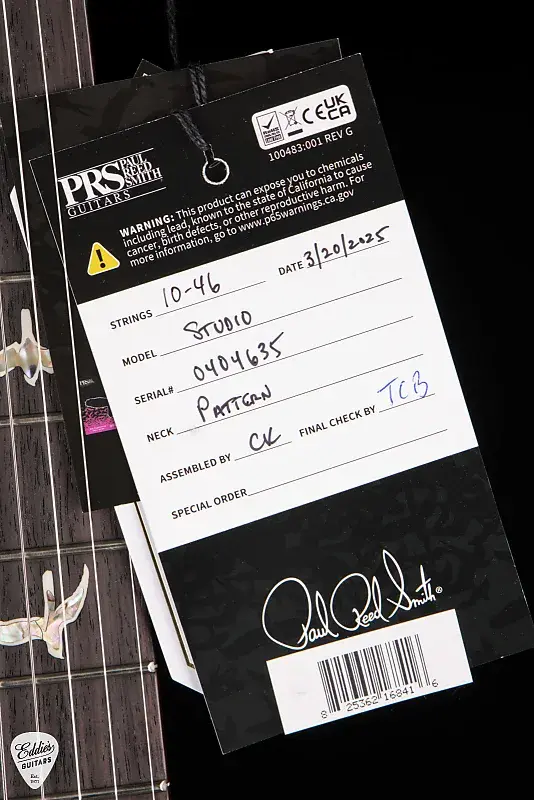 UK
CE CA
100483:001 REV G
PRS PAUL REED SMITH
GUITARS
WARNING: This product can expose you to chemicals
including lead, known to the state of California to cause
cancer, birth defects, or other reproductive harm. For
more information, go to www.p65warnings.ca.gov
STRINGS 10-46 DATE 3/20/2025
MODEL STUDIO
SERIAL# 0404635
NECK PATTERN
ASSEMBLED BY CK FINAL CHECK BY TCB
SPECIAL ORDER
Paul Reed Smith®
8 25362 16841 6
Eddie's
GUITARS